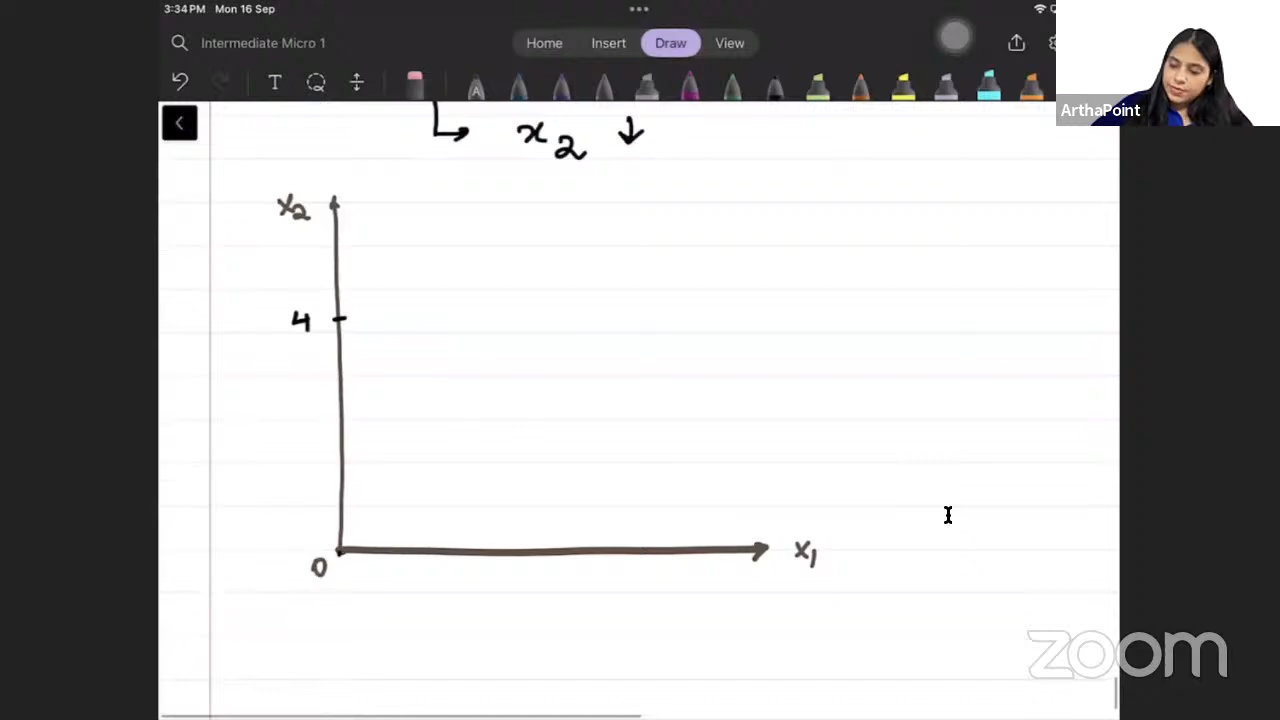 3:34 PM Mon 16 Sep
Intermediate Micro 1
Home Insert Draw View
T
A
ArthaPoint
x2 ↓
x2
4
0
x1
zoom